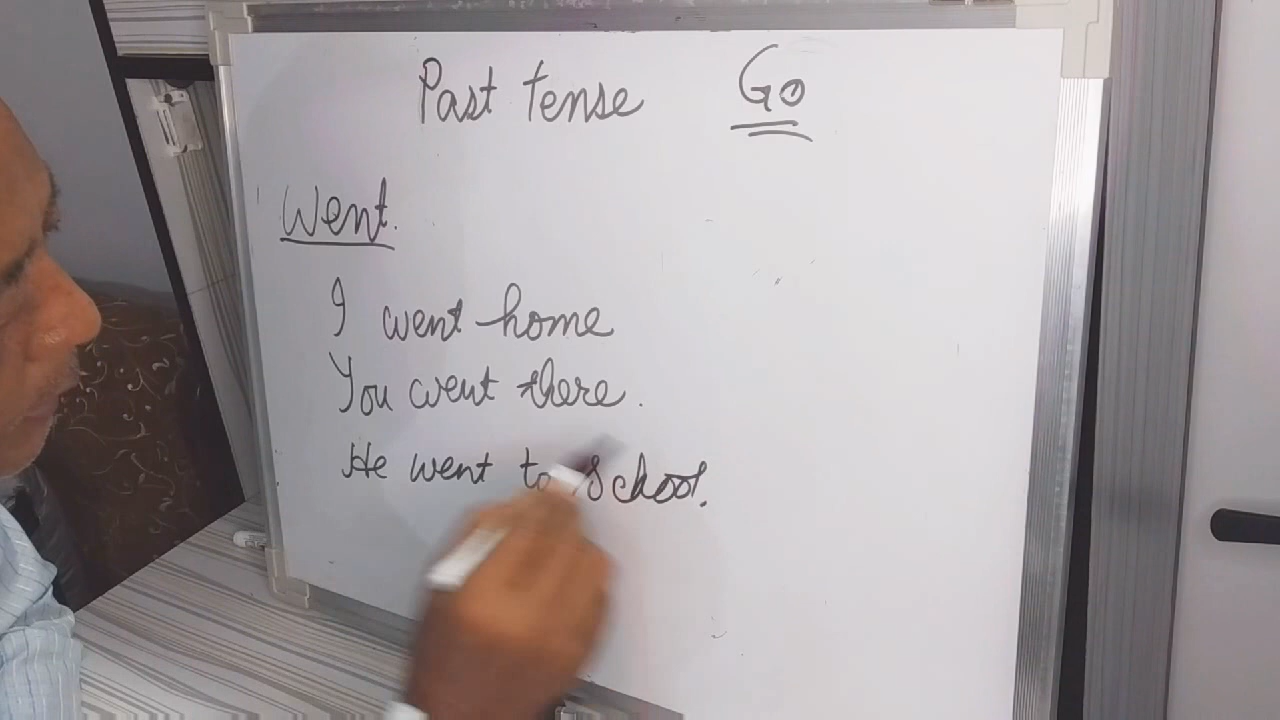 Past tense Go
Went.
I went home
You went there.
He went to school.